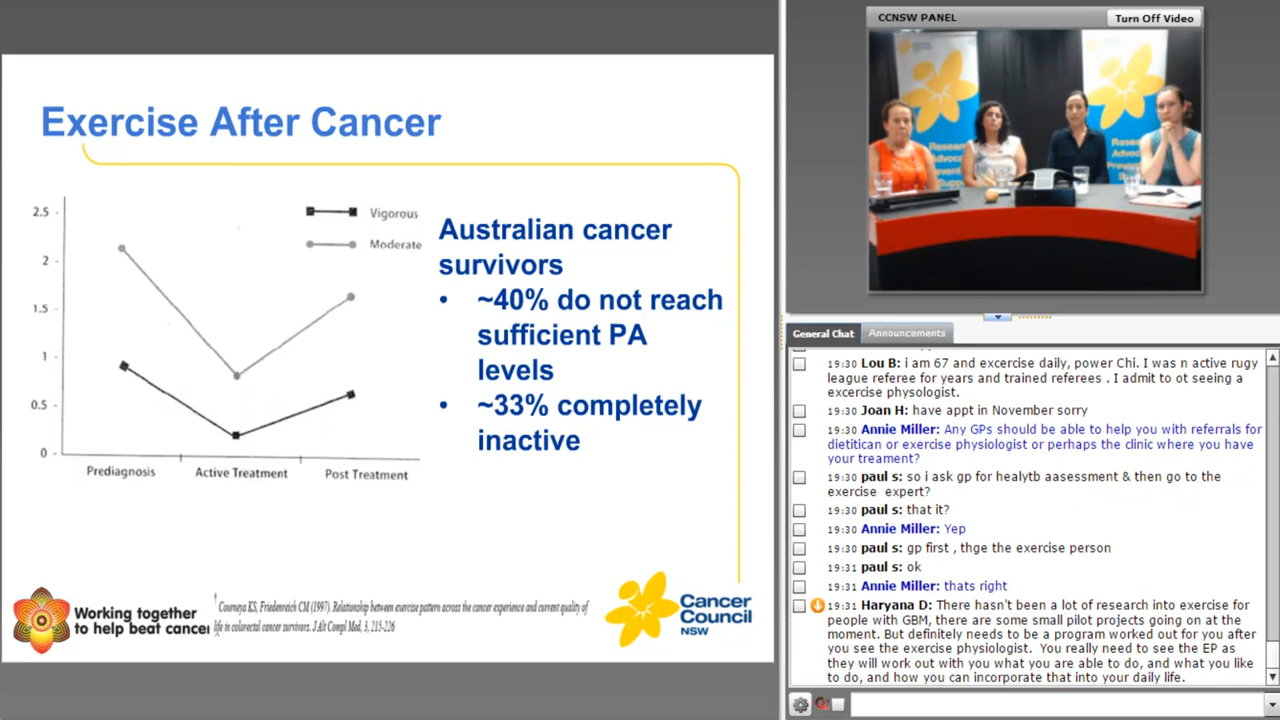 Exercise After Cancer
2.5
2
1.5
1
0.5
0
Vigorous
Moderate
Prediagnosis
Active Treatment
Post Treatment
Australian cancer
survivors
• ~40% do not reach
sufficient PA
levels
• ~33% completely
inactive
† Courneya KS, Friedenreich CM (1997). Relationship between exercise pattern across the cancer experience and current quality of
life in colorectal cancer survivors. J Alt Compl Med, 3, 215-226
Working together
to help beat cancer
Cancer
Council
NSW
CCNSW PANEL
Turn Off Video
Resea
Advoca
Preven
Supp
Resea
Advoc
General Chat
Announcements
19:30 Lou B: i am 67 and excercise daily, power Chi. I was n active rugy
league referee for years and trained referees . I admit to ot seeing a
excercise physiologist.
19:30 Joan H: have appt in November sorry
19:30 Annie Miller: Any GPs should be able to help you with referrals for
dietitican or exercise physiologist or perhaps the clinic where you have
your treament?
19:30 paul s: so i ask gp for healytb aasessment & then go to the
exercise expert?
19:30 paul s: that it?
19:30 Annie Miller: Yep
19:30 paul s: gp first , thge the exercise person
19:31 paul s: ok
19:31 Annie Miller: thats right
19:31 Haryana D: There hasn't been a lot of research into exercise for
people with GBM, there are some small pilot projects going on at the
moment. But definitely needs to be a program worked out for you after
you see the exercise physiologist. You really need to see the EP as
they will work out with you what you are able to do, and what you like
to do, and how you can incorporate that into your daily life.